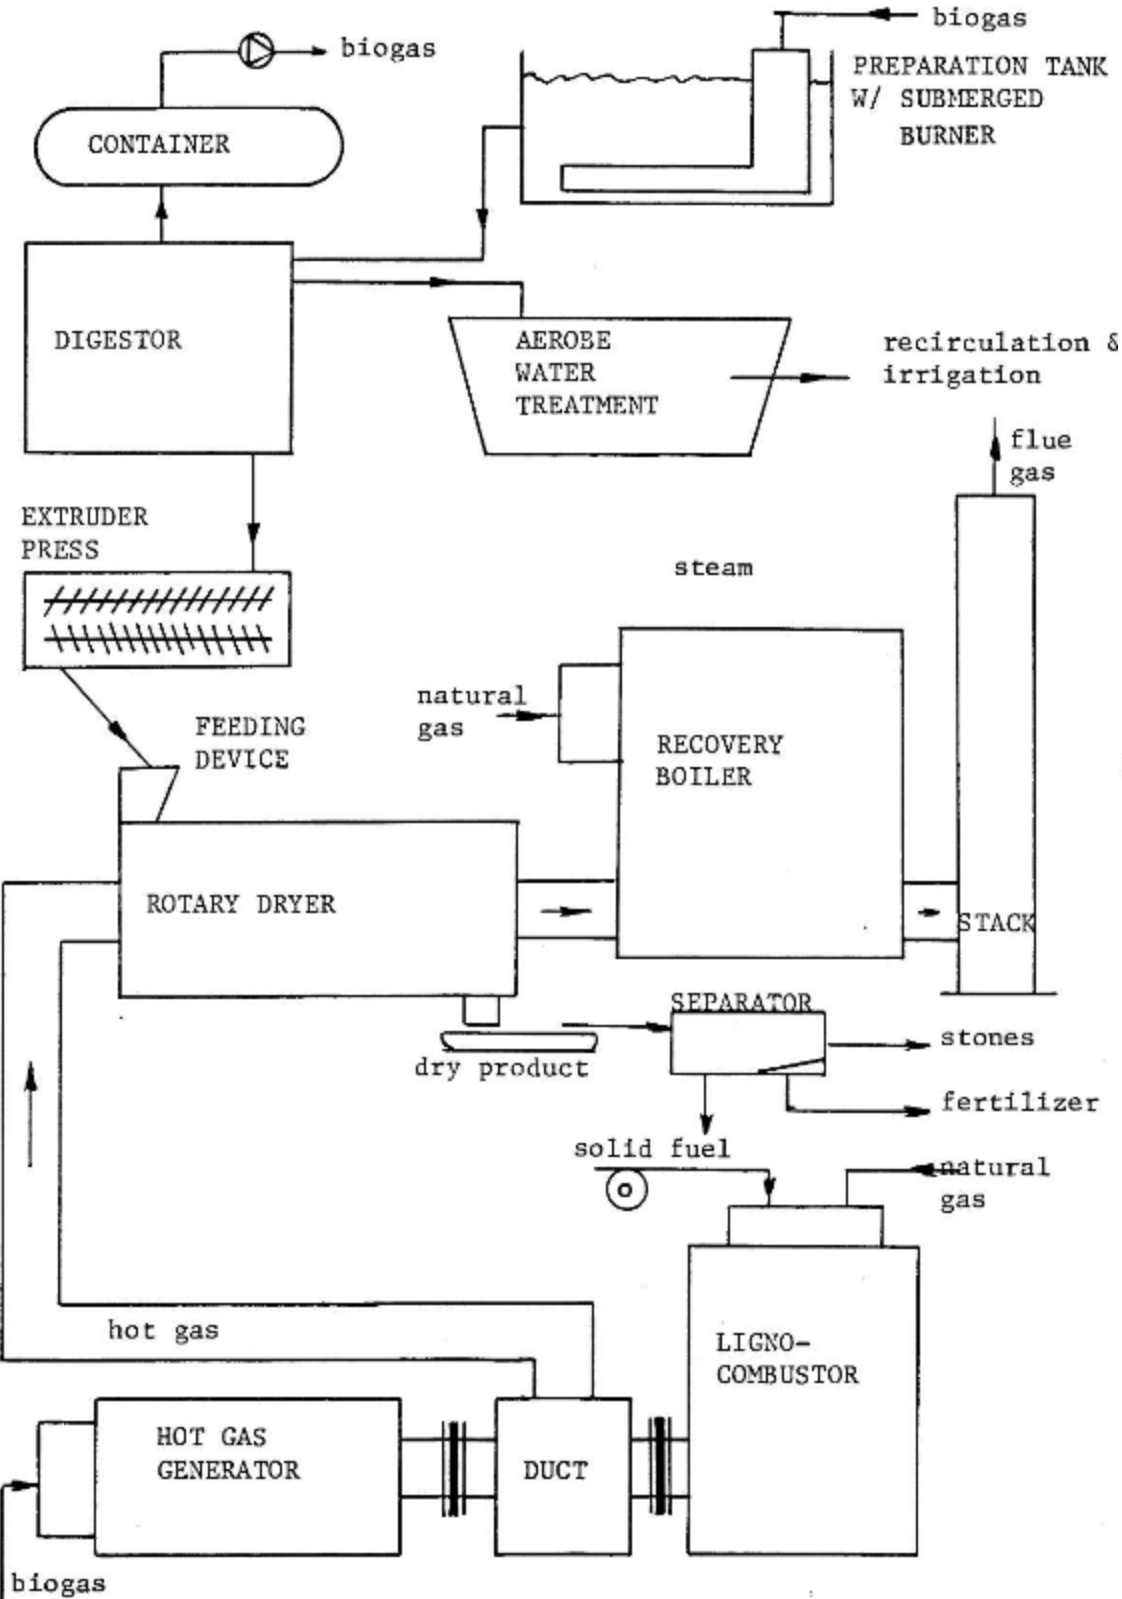 biogas
biogas
PREPARATION TANK
W/ SUBMERGED
BURNER
CONTAINER
DIGESTOR
AEROBE
WATER
TREATMENT
recirculation &
irrigation
flue
gas
EXTRUDER
PRESS
steam
natural
gas
FEEDING
DEVICE
RECOVERY
BOILER
ROTARY DRYER
STACK
SEPARATOR
stones
dry product
fertilizer
solid fuel
natural
gas
hot gas
LIGNO-
COMBUSTOR
HOT GAS
GENERATOR
DUCT
biogas